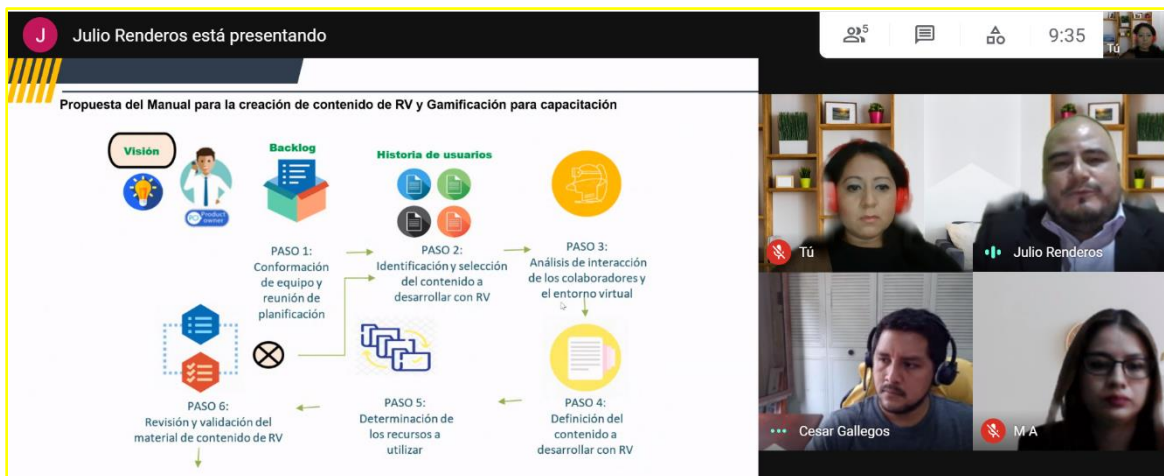 J
Julio Renderos está presentando
5
9:35
Tú
Propuesta del Manual para la creación de contenido de RV y Gamificación para capacitación
Visión
Backlog
Historia de usuarios
PO Product owner
PASO 1:
Conformación
de equipo y
reunión de
planificación
PASO 2:
Identificación y selección
del contenido a
desarrollar con RV
PASO 3:
Análisis de interacción
de los colaboradores y
el entorno virtual
PASO 6:
Revisión y validación del
material de contenido de RV
PASO 5:
Determinación de
los recursos a
utilizar
PASO 4:
Definición del
contenido a
desarrollar con RV
Tú
Julio Renderos
Cesar Gallegos
M A